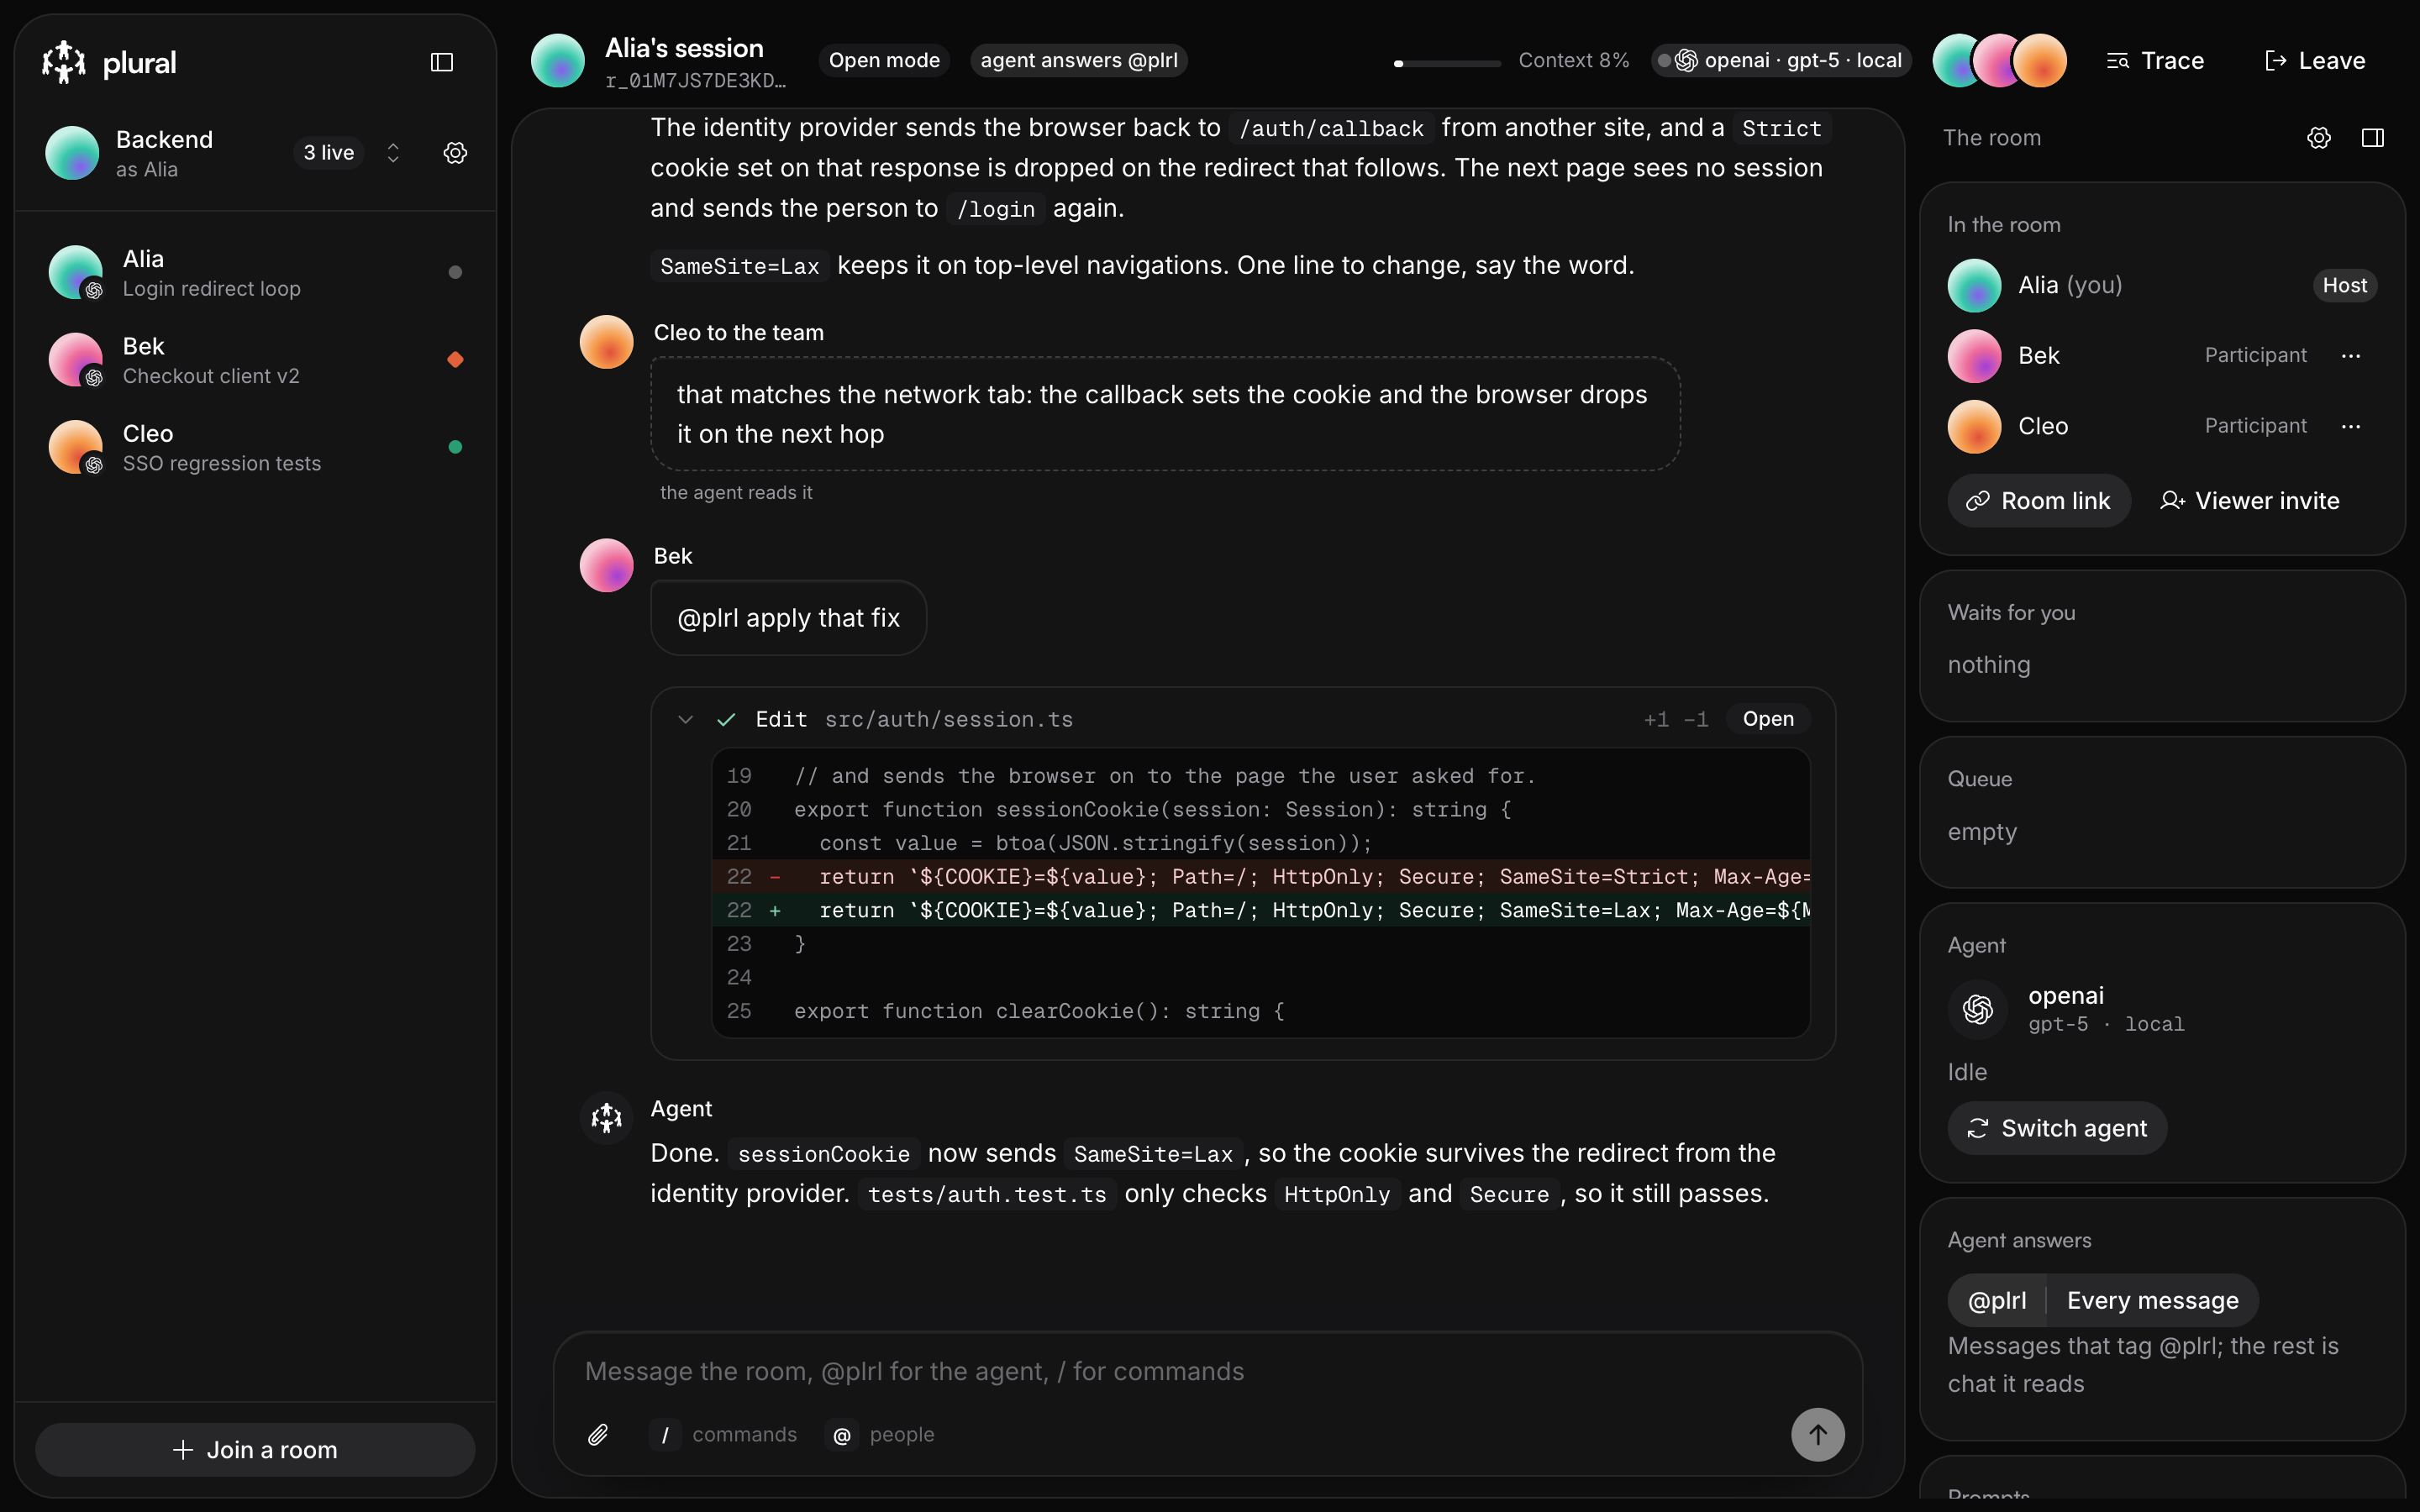 plural
Backend
as Alia
3 live
Alia
Login redirect loop
Bek
Checkout client v2
Cleo
SSO regression tests
+ Join a room
Alia's session
r_01M7JS7DE3KD…
Open mode
agent answers @plrl
Context 8%
openai · gpt-5 · local
Trace
Leave
The identity provider sends the browser back to /auth/callback from another site, and a Strict
cookie set on that response is dropped on the redirect that follows. The next page sees no session
and sends the person to /login again.
SameSite=Lax keeps it on top-level navigations. One line to change, say the word.
Cleo to the team
that matches the network tab: the callback sets the cookie and the browser drops
it on the next hop
the agent reads it
Bek
@plrl apply that fix
Edit src/auth/session.ts +1 −1 Open
19 // and sends the browser on to the page the user asked for.
20 export function sessionCookie(session: Session): string {
21 const value = btoa(JSON.stringify(session));
22 - return `${COOKIE}=${value}; Path=/; HttpOnly; Secure; SameSite=Strict; Max-Age=
22 + return `${COOKIE}=${value}; Path=/; HttpOnly; Secure; SameSite=Lax; Max-Age=${M
23 }
24
25 export function clearCookie(): string {
Agent
Done. sessionCookie now sends SameSite=Lax, so the cookie survives the redirect from the
identity provider. tests/auth.test.ts only checks HttpOnly and Secure, so it still passes.
Message the room, @plrl for the agent, / for commands
/ commands @ people
The room
In the room
Alia (you) Host
Bek Participant ···
Cleo Participant ···
Room link
Viewer invite
Waits for you
nothing
Queue
empty
Agent
openai
gpt-5 · local
Idle
Switch agent
Agent answers
@plrl Every message
Messages that tag @plrl; the rest is
chat it reads
Prompts